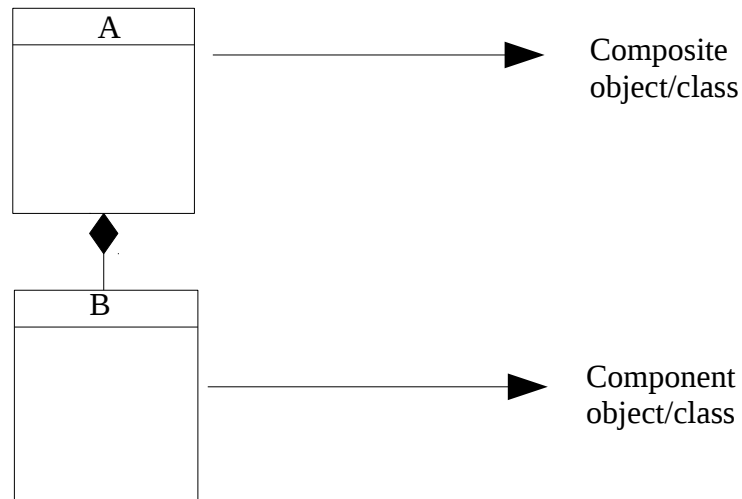 A
Composite
object/class
B
Component
object/class